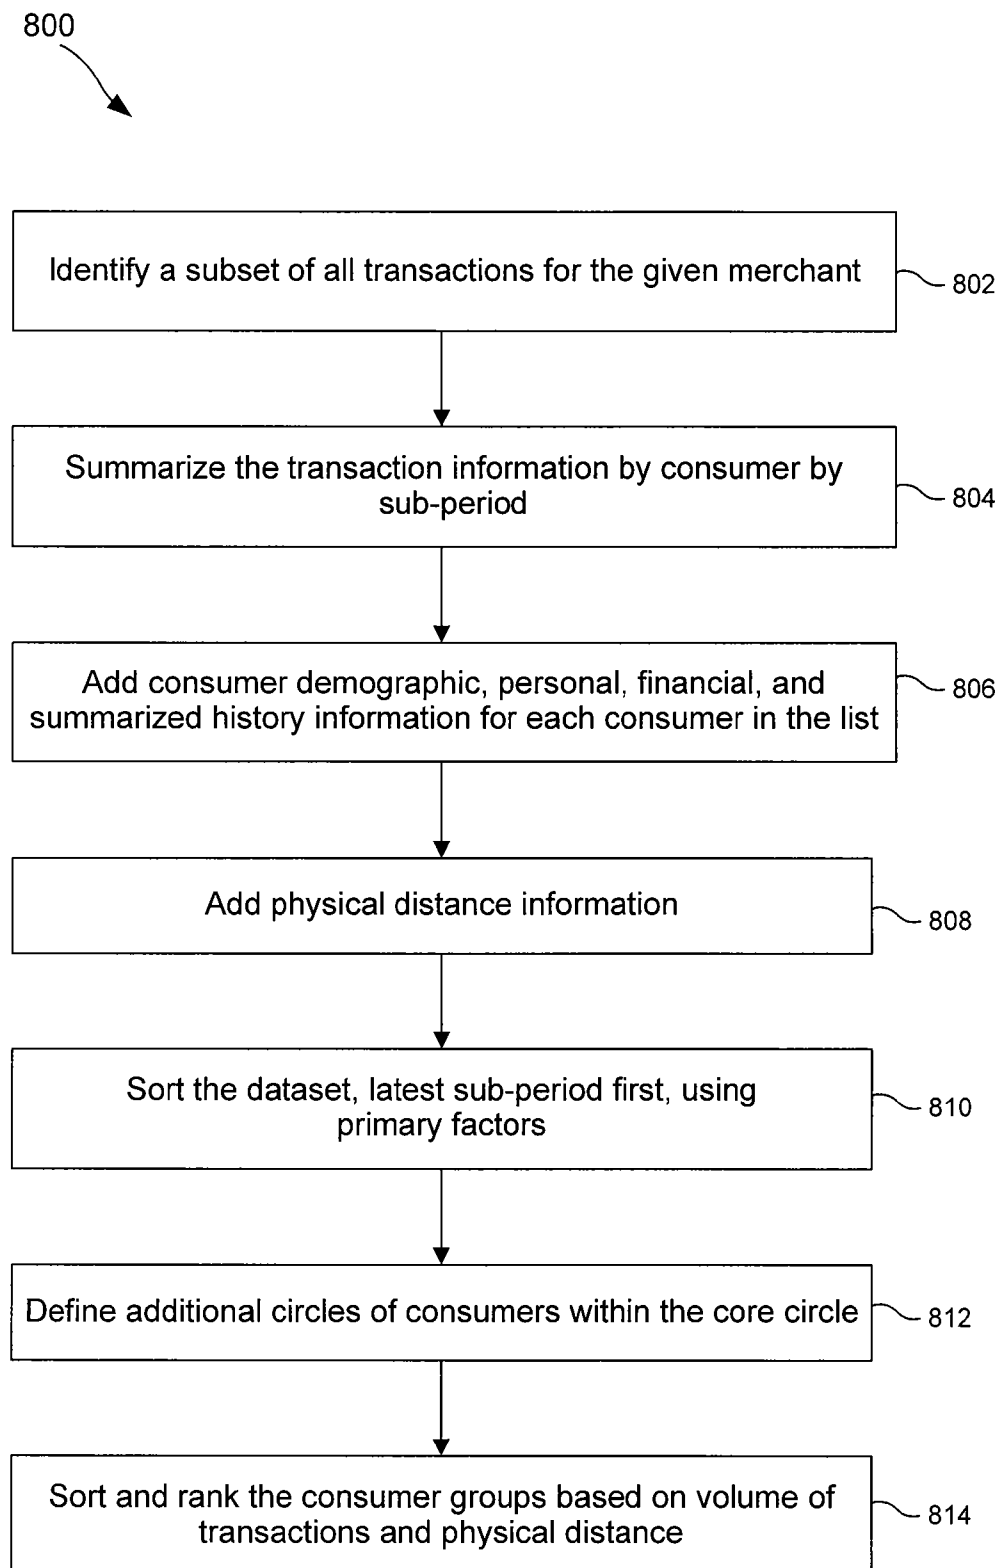 800
Identify a subset of all transactions for the given merchant
802
Summarize the transaction information by consumer by
sub-period
804
Add consumer demographic, personal, financial, and
summarized history information for each consumer in the list
806
Add physical distance information
808
Sort the dataset, latest sub-period first, using
primary factors
810
Define additional circles of consumers within the core circle
812
Sort and rank the consumer groups based on volume of
transactions and physical distance
814